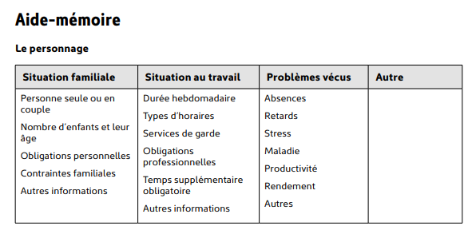 Aide-mémoire
Le personnage
Situation familiale
Situation au travail
Problèmes vécus
Autre
Personne seule ou en
couple
Nombre d'enfants et leur
âge
Obligations personnelles
Contraintes familiales
Autres informations
Durée hebdomadaire
Types d'horaires
Services de garde
Obligations
professionnelles
Temps supplémentaire
obligatoire
Autres informations
Absences
Retards
Stress
Maladie
Productivité
Rendement
Autres